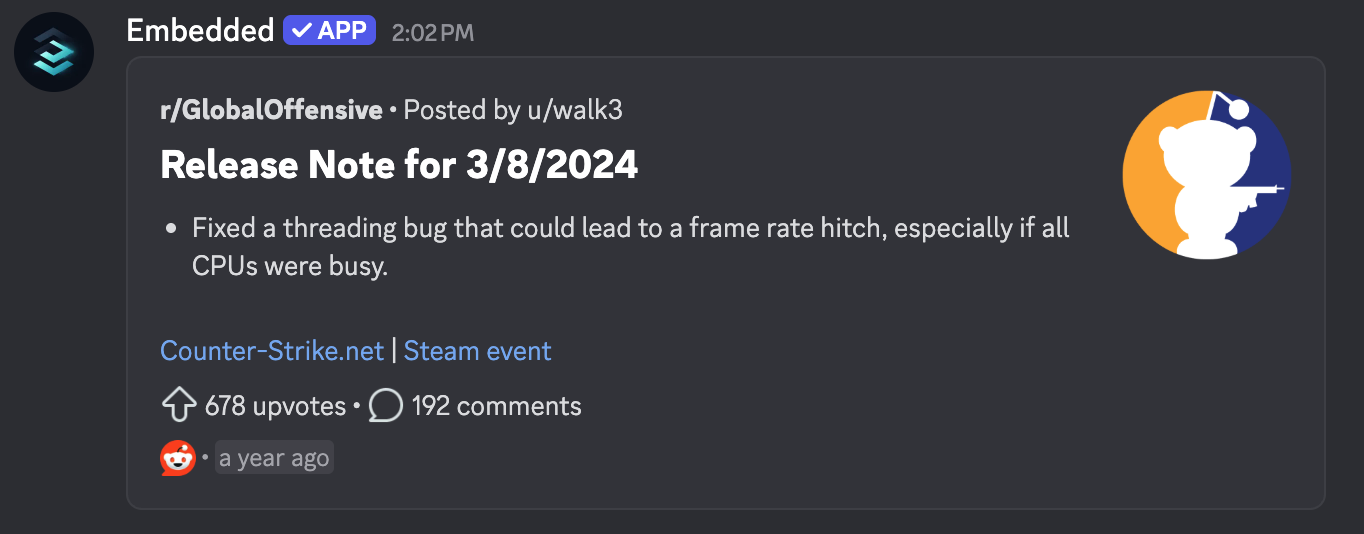 Embedded ✓ APP 2:02 PM
r/GlobalOffensive • Posted by u/walk3
Release Note for 3/8/2024
• Fixed a threading bug that could lead to a frame rate hitch, especially if all
CPUs were busy.
Counter-Strike.net | Steam event
678 upvotes • 192 comments
• a year ago